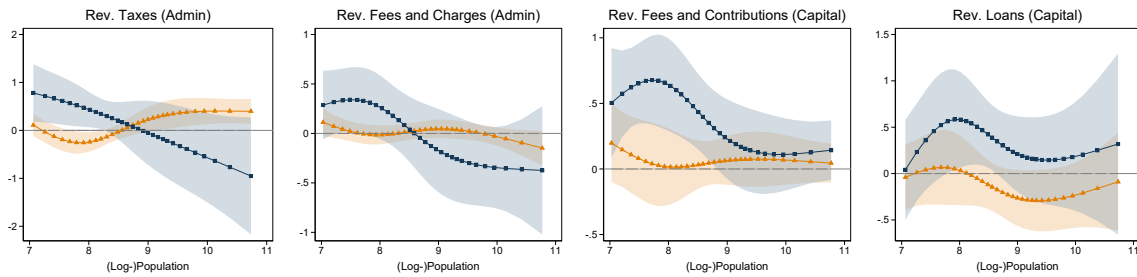 Rev. Taxes (Admin)
2
1
0
-1
-2
7 8 9 10 11
(Log-)Population
Rev. Fees and Charges (Admin)
1
.5
0
-.5
-1
7 8 9 10 11
(Log-)Population
Rev. Fees and Contributions (Capital)
1
.5
0
-.5
7 8 9 10 11
(Log-)Population
Rev. Loans (Capital)
1.5
1
.5
0
-.5
7 8 9 10 11
(Log-)Population